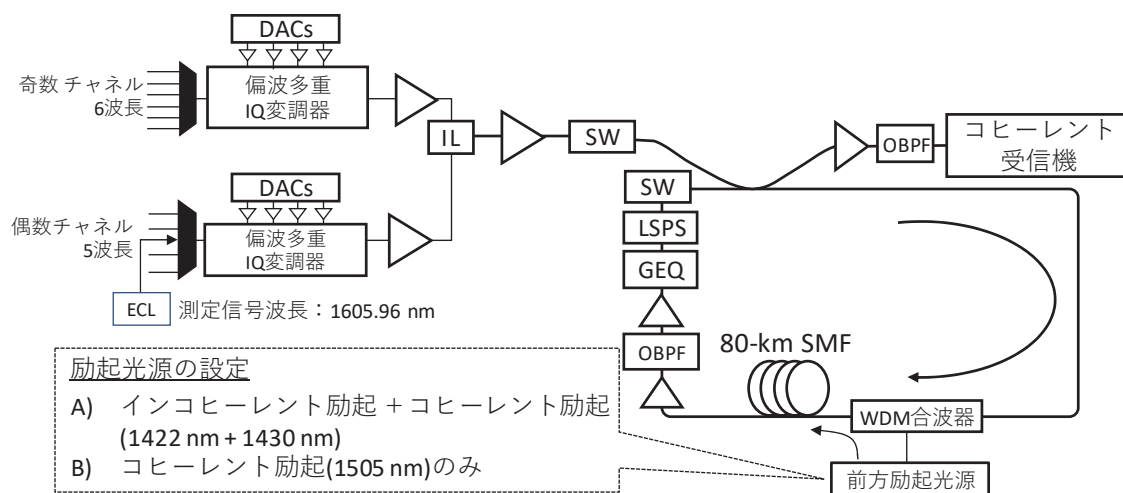 DACs
奇数 チャネル
6波長
偏波多重
IQ変調器
IL
SW
OBPF
コヒーレント
受信機
DACs
偶数チャネル
5波長
偏波多重
IQ変調器
ECL
測定信号波長：1605.96 nm
SW
LSPS
GEQ
OBPF
80-km SMF
WDM合波器
前方励起光源
励起光源の設定
A) インコヒーレント励起 + コヒーレント励起
(1422 nm + 1430 nm)
B) コヒーレント励起(1505 nm)のみ